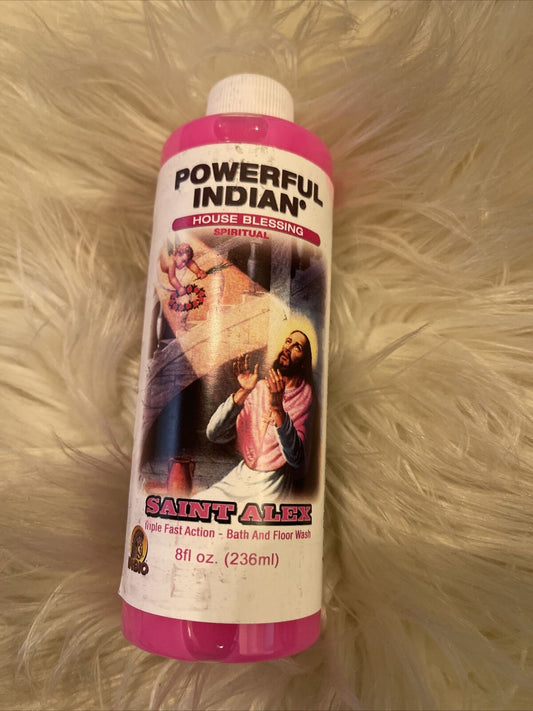 POWERFUL
INDIAN®
HOUSE BLESSING
SPIRITUAL
SAINT ALEX
Triple Fast Action - Bath And Floor Wash
8fl oz. (236ml)